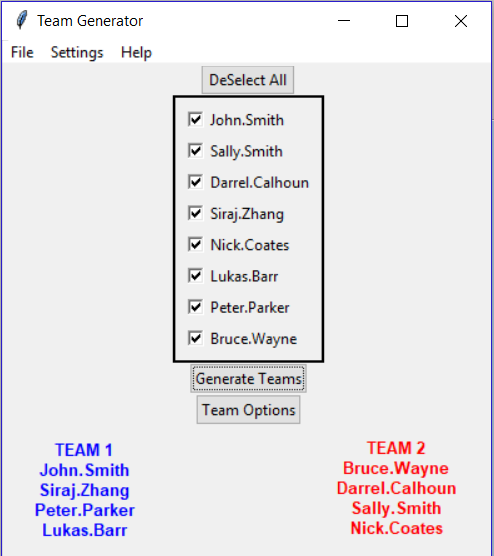 Team Generator
File Settings Help
DeSelect All
John.Smith
Sally.Smith
Darrel.Calhoun
Siraj.Zhang
Nick.Coates
Lukas.Barr
Peter.Parker
Bruce.Wayne
Generate Teams
Team Options
TEAM 1
John.Smith
Siraj.Zhang
Peter.Parker
Lukas.Barr
TEAM 2
Bruce.Wayne
Darrel.Calhoun
Sally.Smith
Nick.Coates